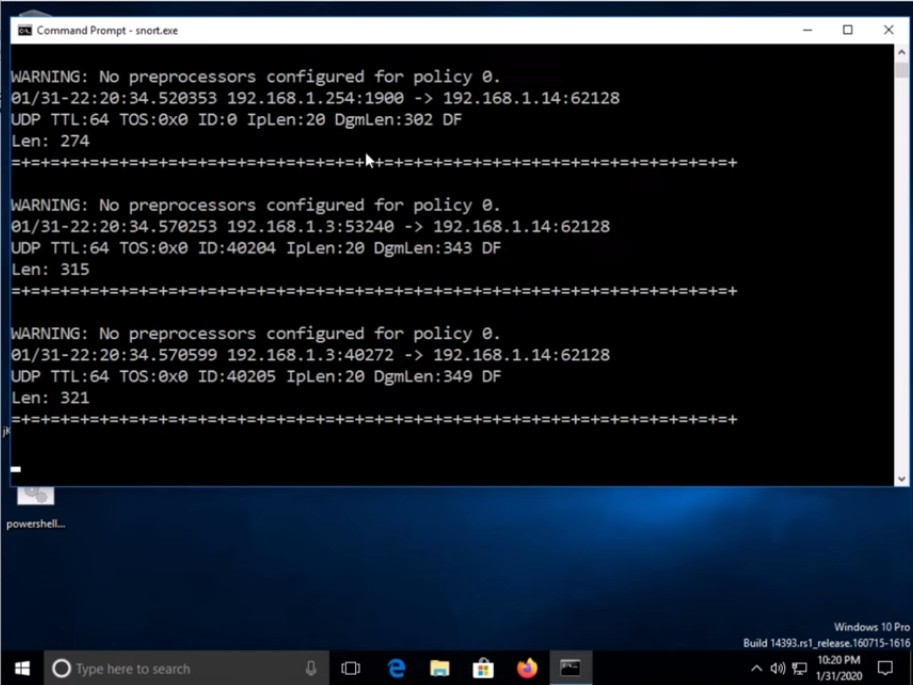 Command Prompt - snort.exe
WARNING: No preprocessors configured for policy 0.
01/31-22:20:34.520353 192.168.1.254:1900 -> 192.168.1.14:62128
UDP TTL:64 TOS:0x0 ID:0 IpLen:20 DgmLen:302 DF
Len: 274
=+=+=+=+=+=+=+=+=+=+=+=+=+=+=+=+=+=+=+=+=+=+=+=+=+=+=+=+=+=+=+=+=+=+=+=+=+
WARNING: No preprocessors configured for policy 0.
01/31-22:20:34.570253 192.168.1.3:53240 -> 192.168.1.14:62128
UDP TTL:64 TOS:0x0 ID:40204 IpLen:20 DgmLen:343 DF
Len: 315
=+=+=+=+=+=+=+=+=+=+=+=+=+=+=+=+=+=+=+=+=+=+=+=+=+=+=+=+=+=+=+=+=+=+=+=+=+
WARNING: No preprocessors configured for policy 0.
01/31-22:20:34.570599 192.168.1.3:40272 -> 192.168.1.14:62128
UDP TTL:64 TOS:0x0 ID:40205 IpLen:20 DgmLen:349 DF
Len: 321
=+=+=+=+=+=+=+=+=+=+=+=+=+=+=+=+=+=+=+=+=+=+=+=+=+=+=+=+=+=+=+=+=+=+=+=+=+
powershell...
Windows 10 Pro
Build 14393.rs1_release.160715-1616
Type here to search
10:20 PM
1/31/2020